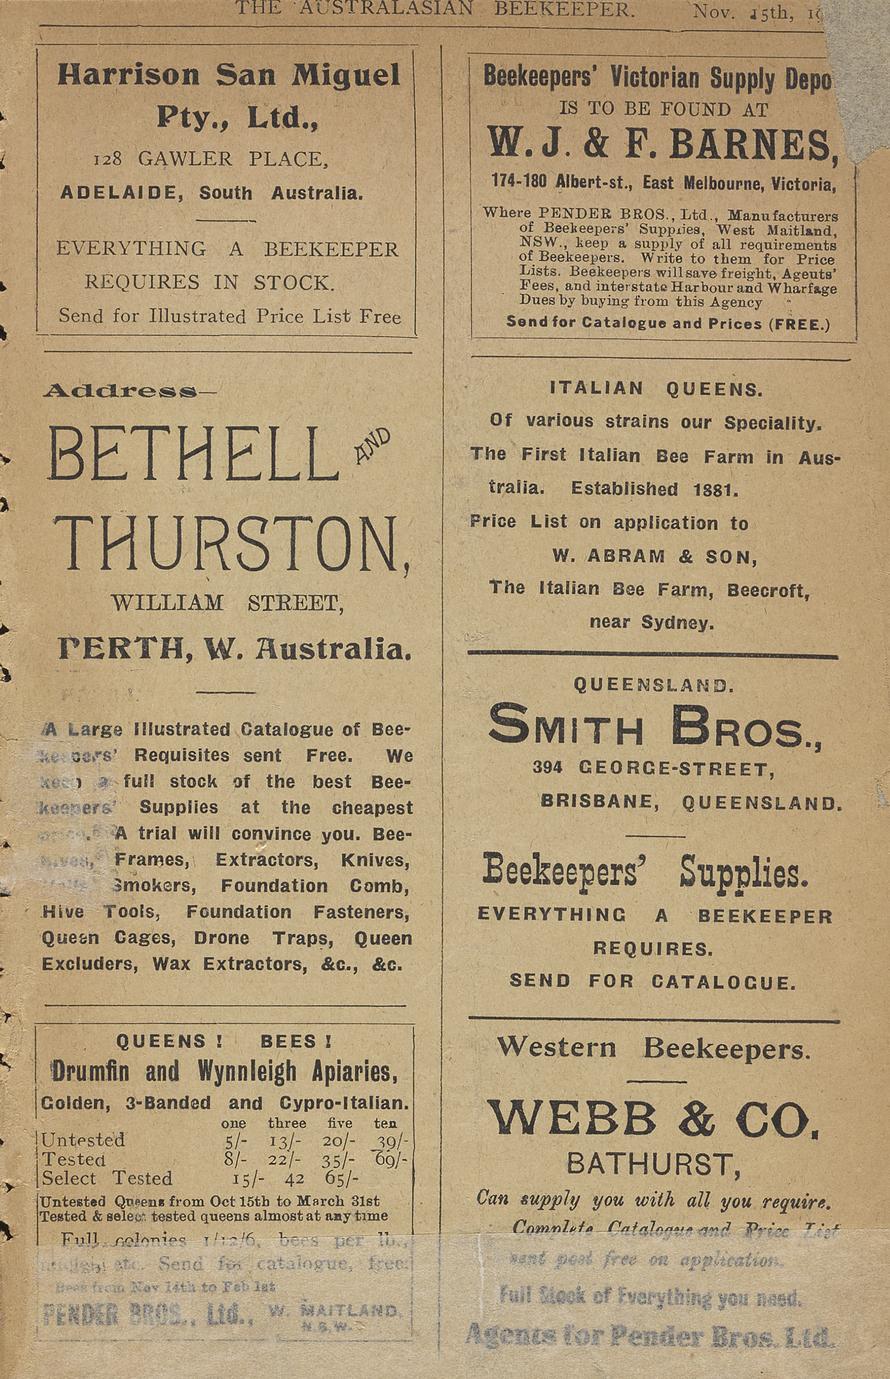 THE AUSTRALASIAN BEEKEEPER. Nov. 15th,
Harrison San Miguel
Pty., Ltd.,
128 GAWLER PLACE,
ADELAIDE, South Australia.
EVERYTHING A BEEKEEPER
REQUIRES IN STOCK.
Send for Illustrated Price List Free
Address—
BETHELL AND
THURSTON,
WILLIAM STREET,
PERTH, W. Australia.
A Large Illustrated Catalogue of Bee-
keepers' Requisites sent Free. We
keep a full stock of the best Bee-
keepers' Supplies at the cheapest
A trial will convince you. Bee-
Frames, Extractors, Knives,
Smokers, Foundation Comb,
Hive Tools, Foundation Fasteners,
Queen Cages, Drone Traps, Queen
Excluders, Wax Extractors, &c., &c.
QUEENS! BEES!
Drumfin and Wynnleigh Apiaries,
Golden, 3-Banded and Cypro-Italian.
one three five ten
Untested 5/- 13/- 20/- 39/-
Tested 8/- 22/- 35/- 69/-
Select Tested 15/- 42 65/-
Untested Queens from Oct 15th to March 31st
Tested & select tested queens almost at any time
Full colonies bees per lb.,
etc. Send for catalogue, free.
Bees from Nov 14th to Feb 1st
PENDER BROS., Ltd., W. MAITLAND,
N.S.W.
Beekeepers' Victorian Supply Depo
IS TO BE FOUND AT
W. J. & F. BARNES,
174-180 Albert-st., East Melbourne, Victoria,
Where PENDER BROS., Ltd., Manufacturers
of Beekeepers' Supplies, West Maitland,
NSW., keep a supply of all requirements
of Beekeepers. Write to them for Price
Lists. Beekeepers will save freight, Agents'
Fees, and interstate Harbour and Wharfage
Dues by buying from this Agency
Send for Catalogue and Prices (FREE.)
ITALIAN QUEENS.
Of various strains our Speciality.
The First Italian Bee Farm in Aus-
tralia. Established 1881.
Price List on application to
W. ABRAM & SON,
The Italian Bee Farm, Beecroft,
near Sydney.
QUEENSLAND.
SMITH BROS.,
394 GEORGE-STREET,
BRISBANE, QUEENSLAND.
Beekeepers' Supplies.
EVERYTHING A BEEKEEPER
REQUIRES.
SEND FOR CATALOGUE.
Western Beekeepers.
WEBB & CO.
BATHURST,
Can supply you with all you require.
Complete Catalogue and Price List
sent post free on application.
Full Stock of Everything you need.
Agents for Pender Bros. Ltd.